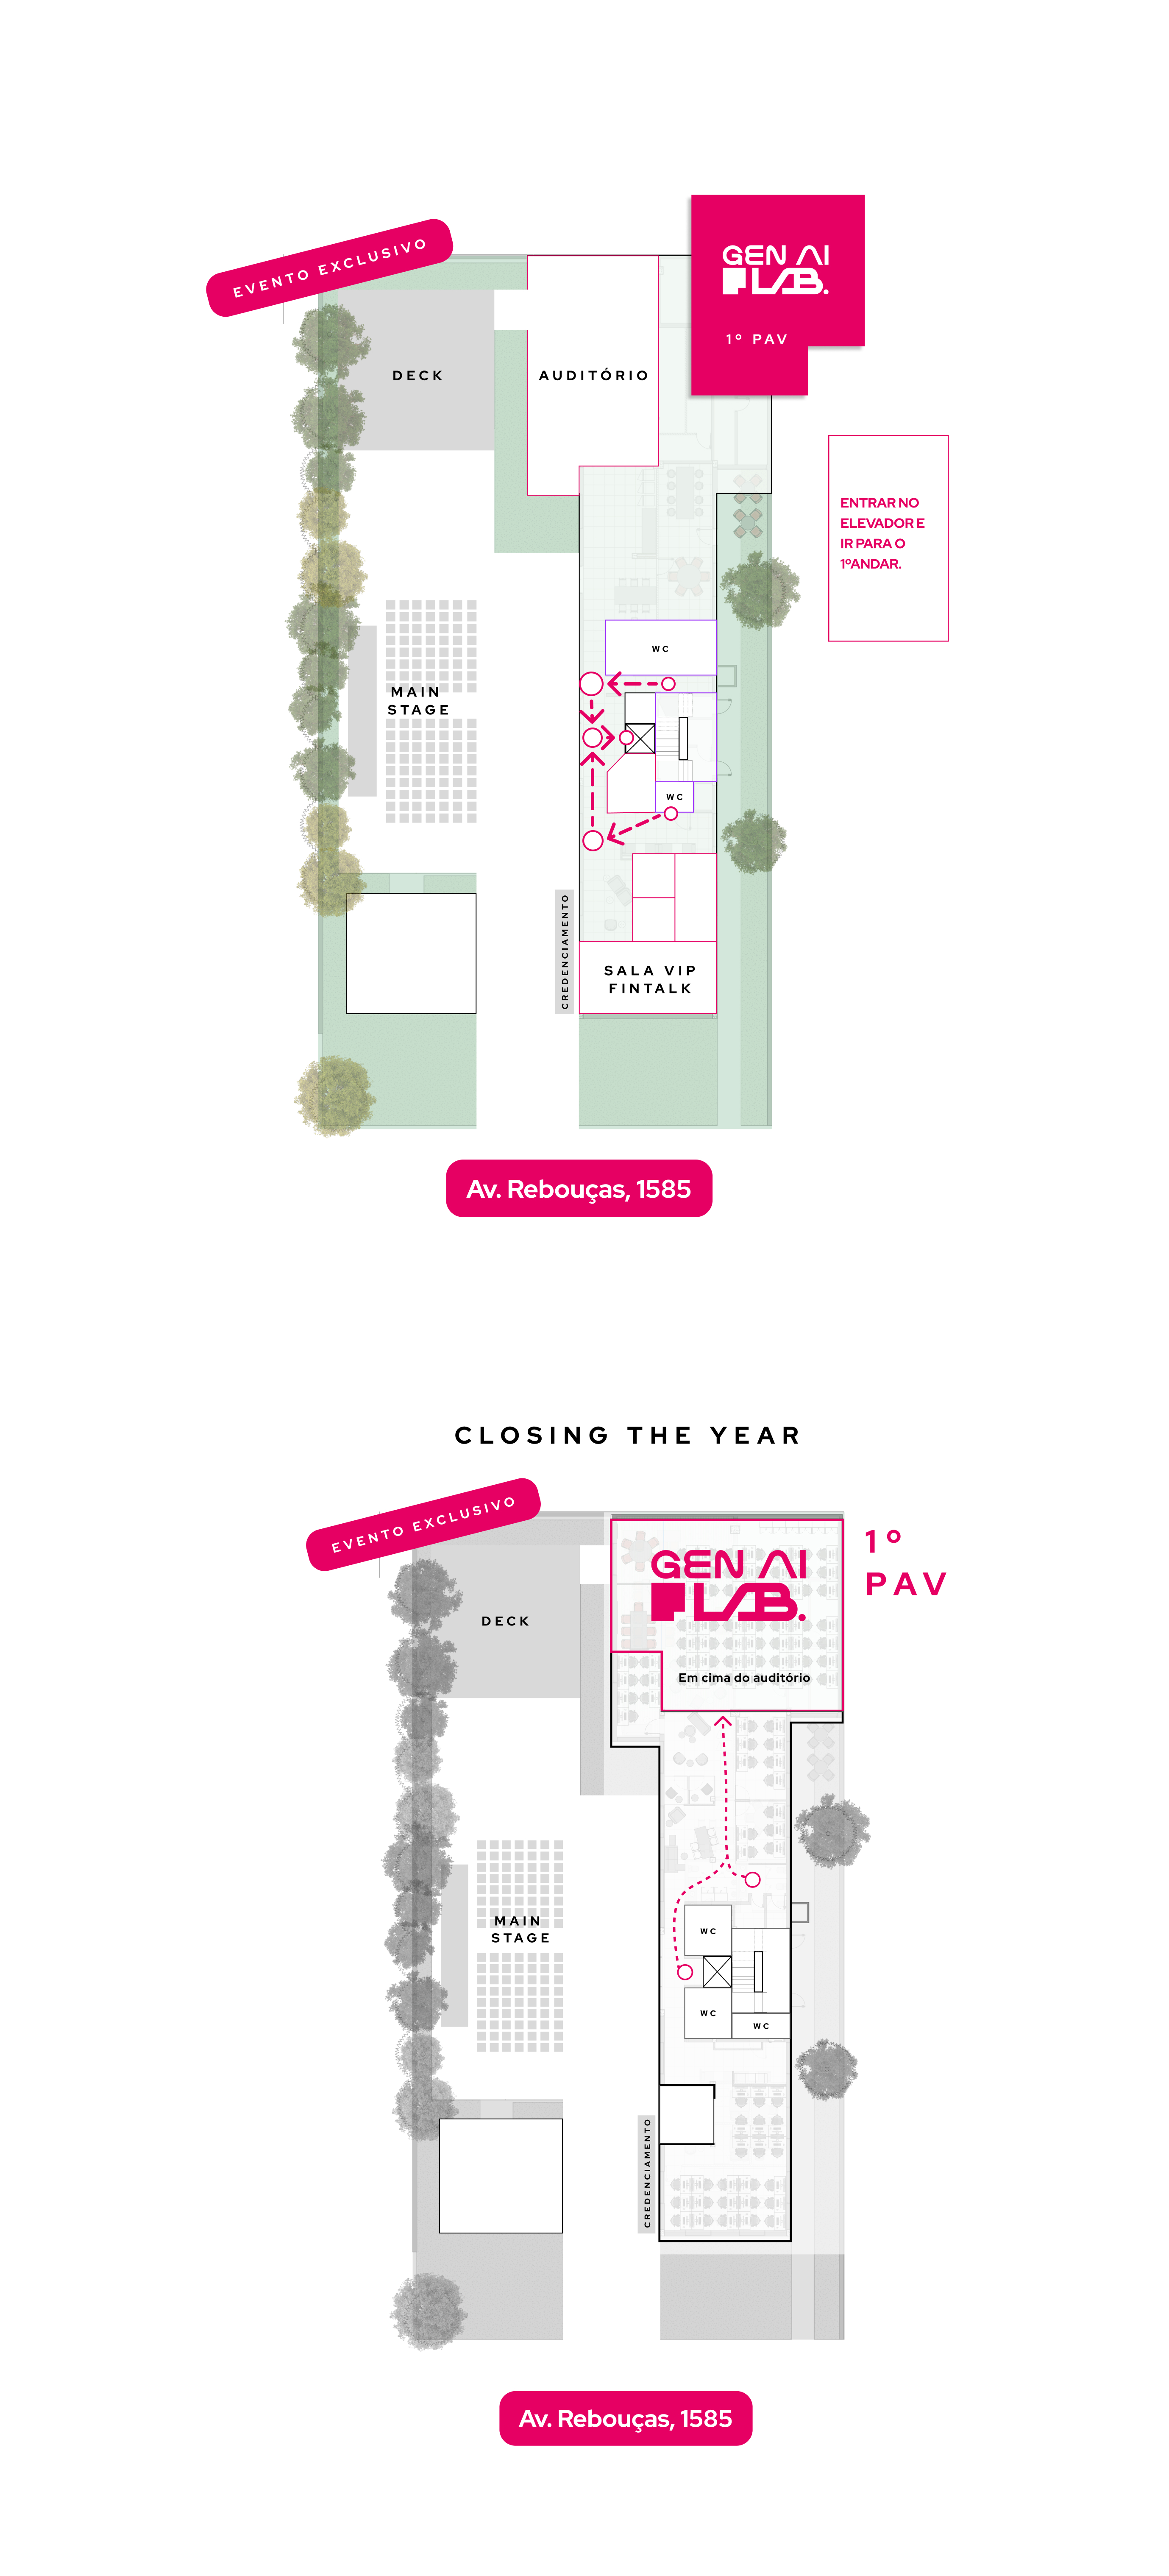 EVENTO EXCLUSIVO
GEN AI
LAB.
1º PAV
DECK
AUDITÓRIO
ENTRAR NO
ELEVADOR E
IR PARA O
1ºANDAR.
WC
MAIN
STAGE
WC
CREDENCIAMENTO
SALA VIP
FINTALK
Av. Rebouças, 1585
CLOSING THE YEAR
EVENTO EXCLUSIVO
1º
PAV
GEN AI
LAB.
DECK
Em cima do auditório
MAIN
STAGE
WC
WC
WC
CREDENCIAMENTO
Av. Rebouças, 1585